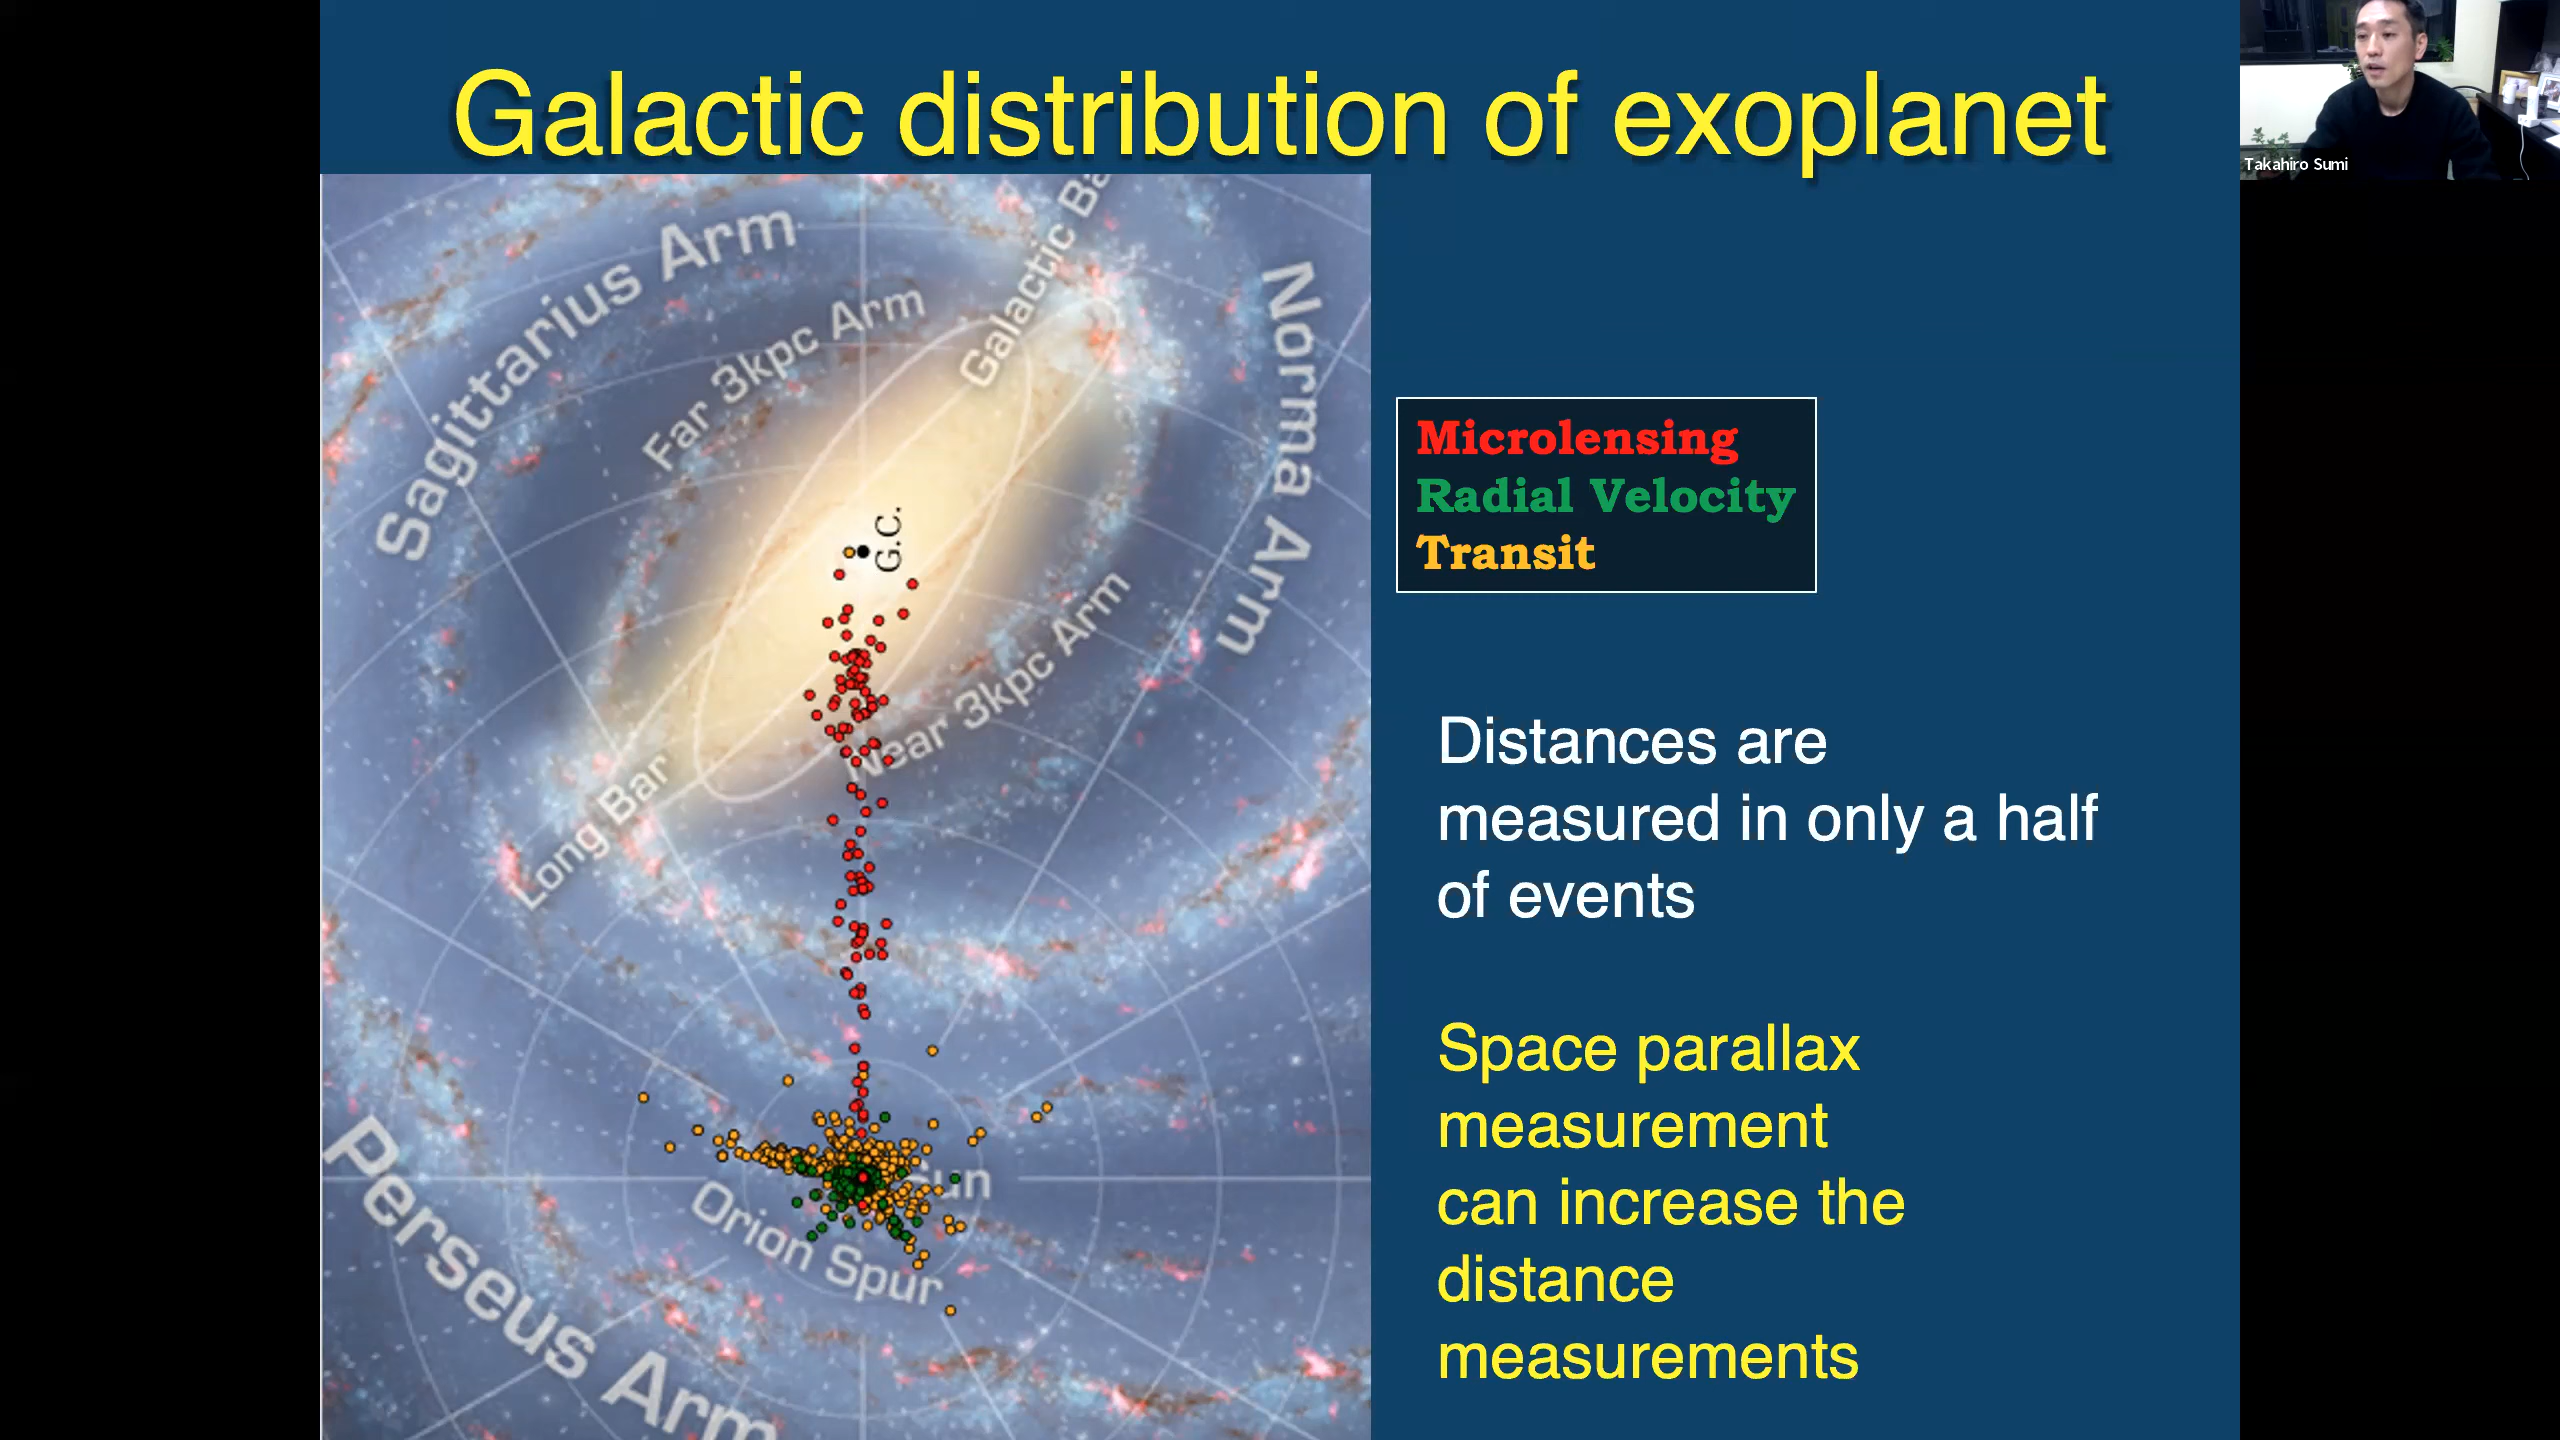 Galactic distribution of exoplanet
Takahiro Sumi
Sagittarius Arm
Far 3kpc Arm
Galactic
Norma Arm
G.C.
Near 3kpc Arm
Long Bar
Sun
Orion Spur
Perseus Arm
Microlensing
Radial Velocity
Transit
Distances are
measured in only a half
of events
Space parallax
measurement
can increase the
distance
measurements